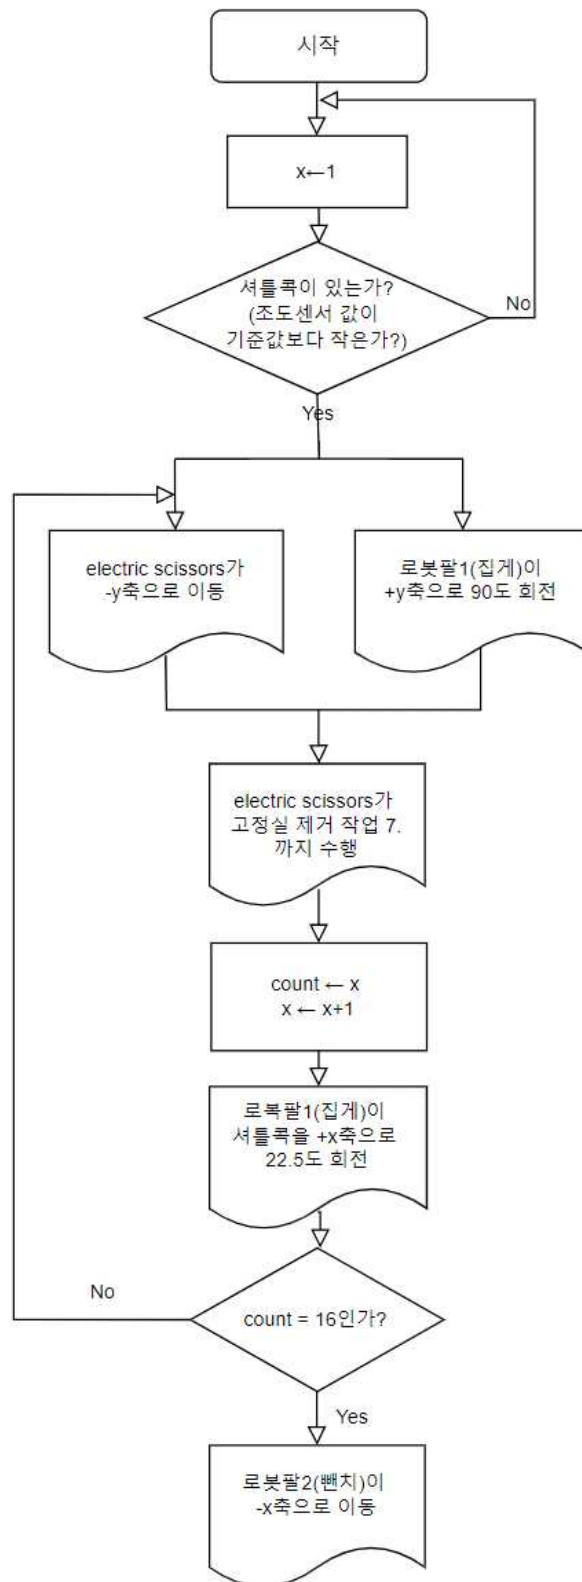 시작
x←1
셔틀콕이 있는가?
(조도센서 값이
기준값보다 작은가?)
No
Yes
electric scissors가
-y축으로 이동
로봇팔1(집게)이
+y축으로 90도 회전
electric scissors가
고정실 제거 작업 7.
까지 수행
count ← x
x ← x+1
로복팔1(집게)이
셔틀콕을 +x축으로
22.5도 회전
No
count = 16인가?
Yes
로봇팔2(뺀치)이
-x축으로 이동